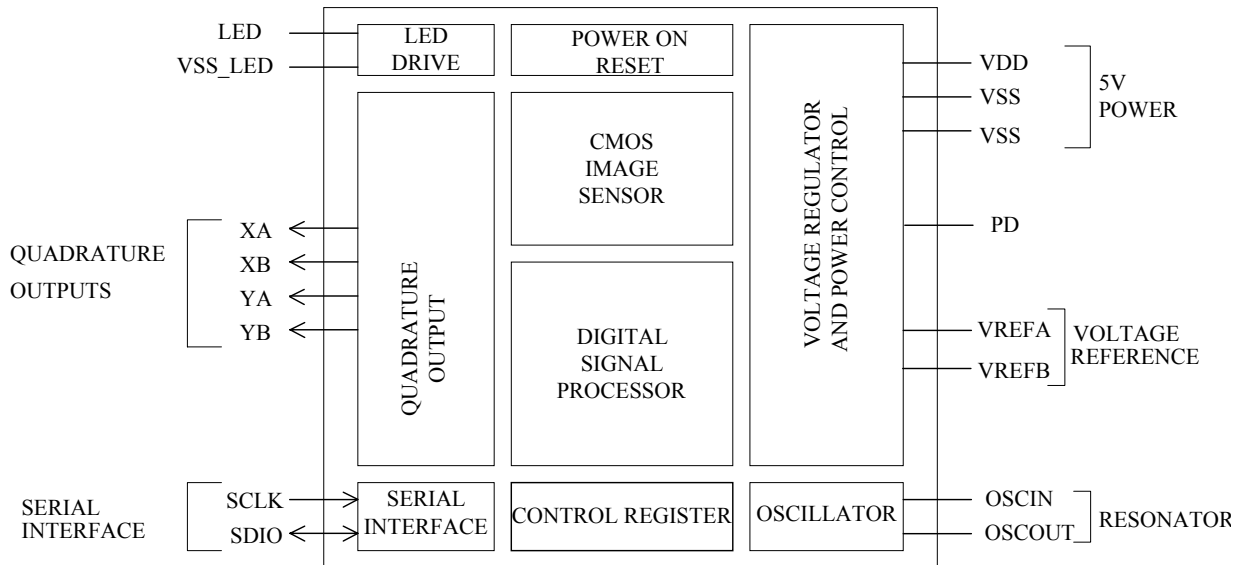 LED
VSS_LED
LED
DRIVE
POWER ON
RESET
VDD
VSS
VSS
5V
POWER
CMOS
IMAGE
SENSOR
VOLTAGE REGULATOR
AND POWER CONTROL
PD
QUADRATURE
OUTPUTS
XA
XB
YA
YB
QUADRATURE
OUTPUT
DIGITAL
SIGNAL
PROCESSOR
VREFA
VREFB
VOLTAGE
REFERENCE
SERIAL
INTERFACE
SCLK
SDIO
SERIAL
INTERFACE
CONTROL REGISTER
OSCILLATOR
OSCIN
OSCOUT
RESONATOR